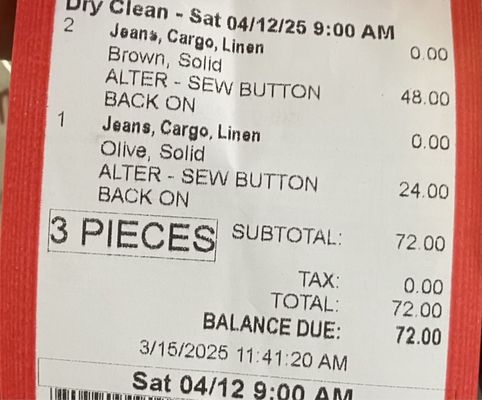 Dry Clean - Sat 04/12/25 9:00 AM
2 Jeans, Cargo, Linen 0.00
Brown, Solid
ALTER - SEW BUTTON 48.00
BACK ON
1 Jeans, Cargo, Linen 0.00
Olive, Solid
ALTER - SEW BUTTON 24.00
BACK ON
3 PIECES SUBTOTAL: 72.00
TAX: 0.00
TOTAL: 72.00
BALANCE DUE: 72.00
3/15/2025 11:41:20 AM
Sat 04/12 9:00 AM